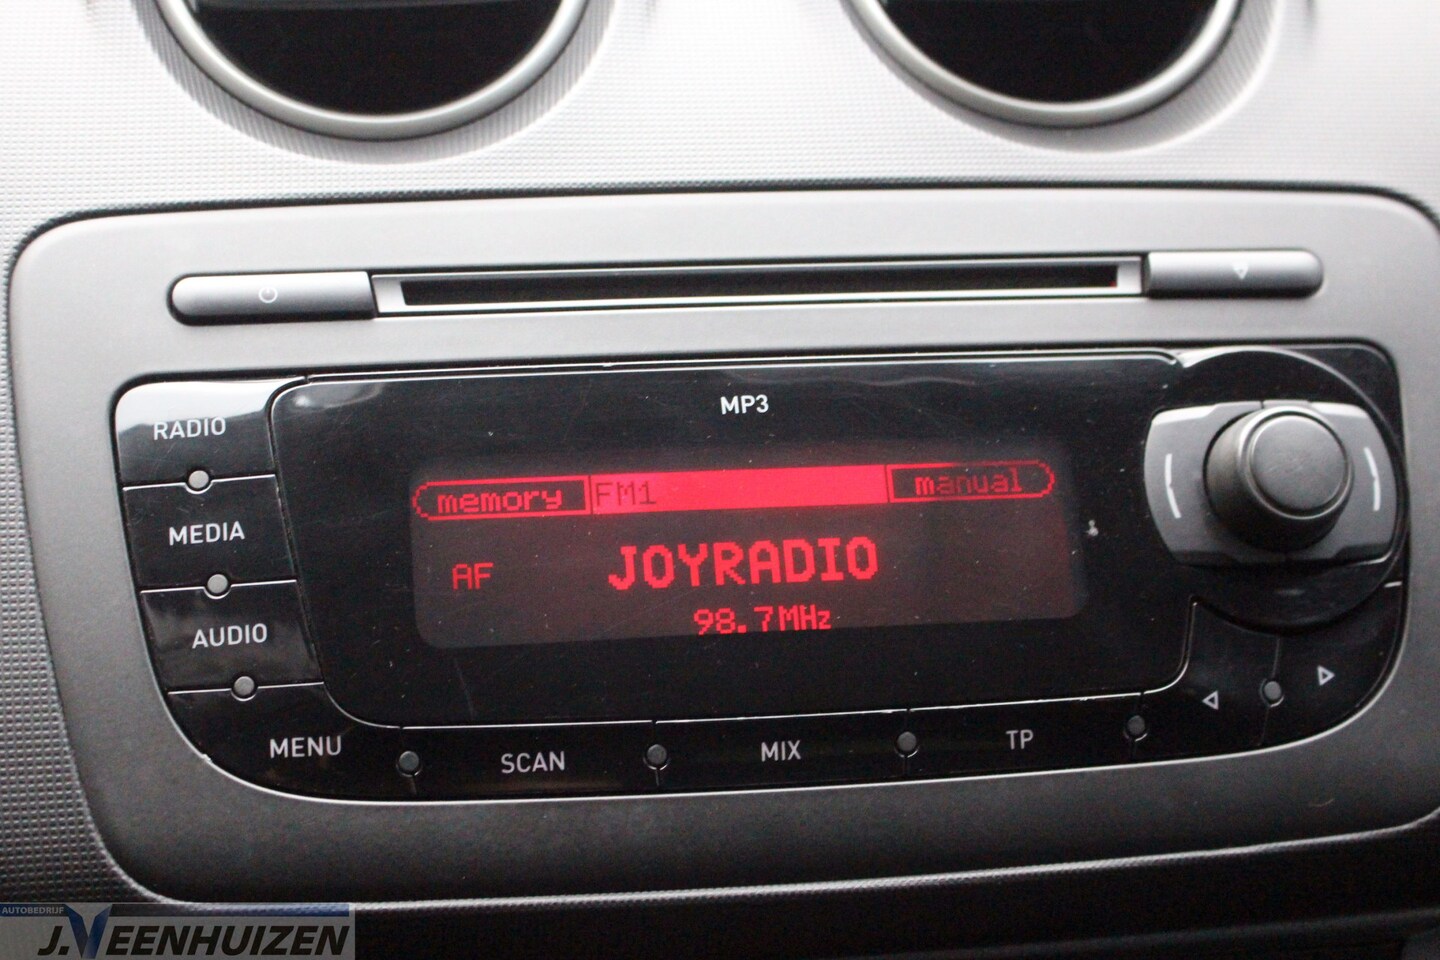 MP3
RADIO
memory FM1 manual
MEDIA
AF JOYRADIO
98.7MHz
AUDIO
MENU SCAN MIX TP
AUTOBEDRIJF
J.VEENHUIZEN